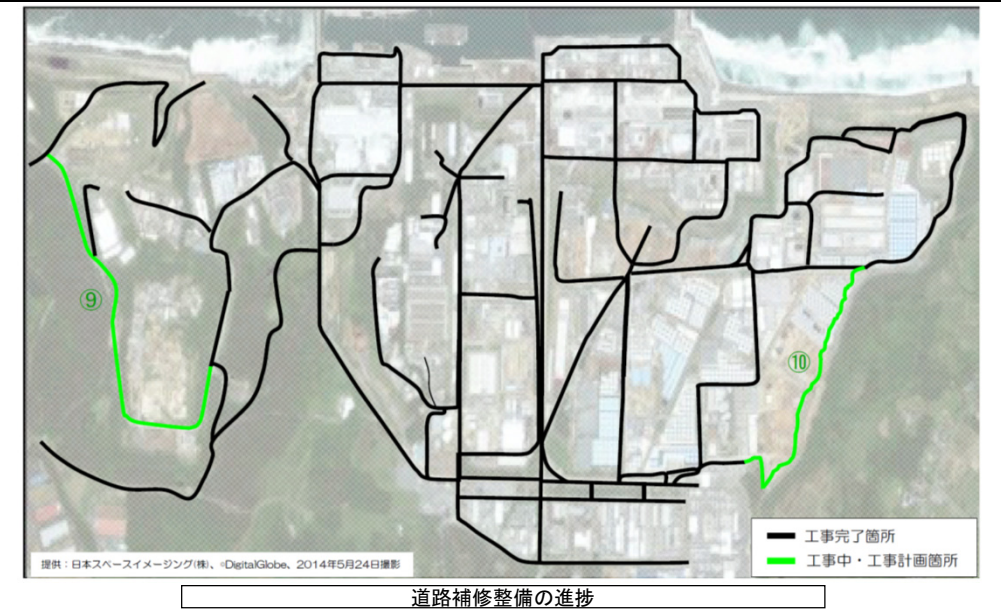 ⑨
⑩
工事完了箇所
工事中・工事計画箇所
提供：日本スペースイメージング(株)、©DigitalGlobe、2014年5月24日撮影
道路補修整備の進捗